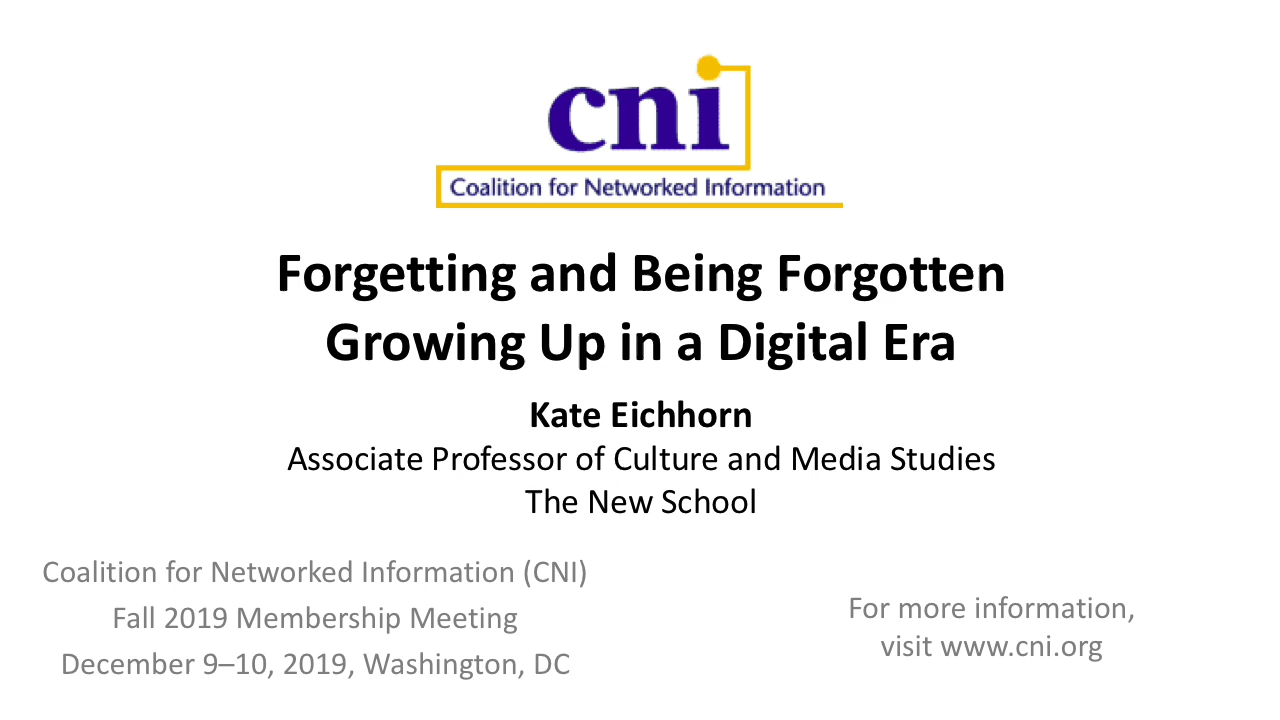 cni
Coalition for Networked Information
Forgetting and Being Forgotten
Growing Up in a Digital Era
Kate Eichhorn
Associate Professor of Culture and Media Studies
The New School
Coalition for Networked Information (CNI)
Fall 2019 Membership Meeting
December 9–10, 2019, Washington, DC
For more information,
visit www.cni.org